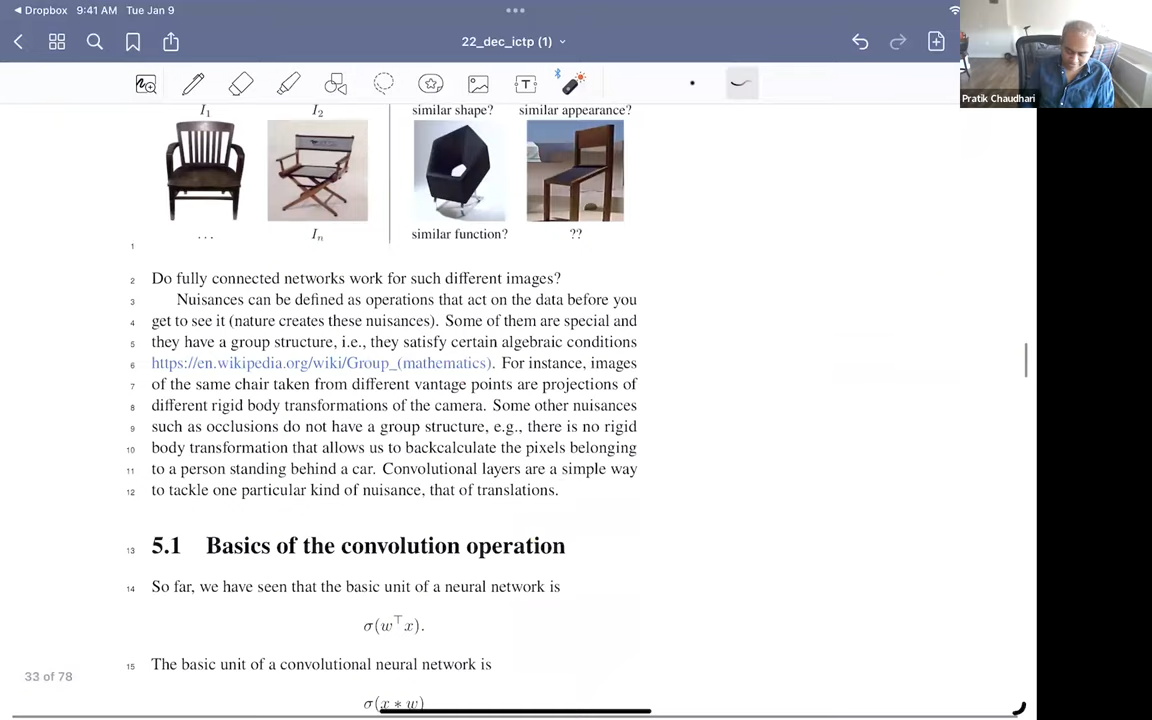 Dropbox 9:41 AM Tue Jan 9
22_dec_ictp (1)
Pratik Chaudhari
I1 I2 similar shape? similar appearance?
... In similar function? ??
1
2 Do fully connected networks work for such different images?
3 Nuisances can be defined as operations that act on the data before you
4 get to see it (nature creates these nuisances). Some of them are special and
5 they have a group structure, i.e., they satisfy certain algebraic conditions
6 https://en.wikipedia.org/wiki/Group_(mathematics). For instance, images
7 of the same chair taken from different vantage points are projections of
8 different rigid body transformations of the camera. Some other nuisances
9 such as occlusions do not have a group structure, e.g., there is no rigid
10 body transformation that allows us to backcalculate the pixels belonging
11 to a person standing behind a car. Convolutional layers are a simple way
12 to tackle one particular kind of nuisance, that of translations.
13 5.1 Basics of the convolution operation
14 So far, we have seen that the basic unit of a neural network is
σ(w⊤x).
15 The basic unit of a convolutional neural network is
33 of 78
σ(x ∗ w)